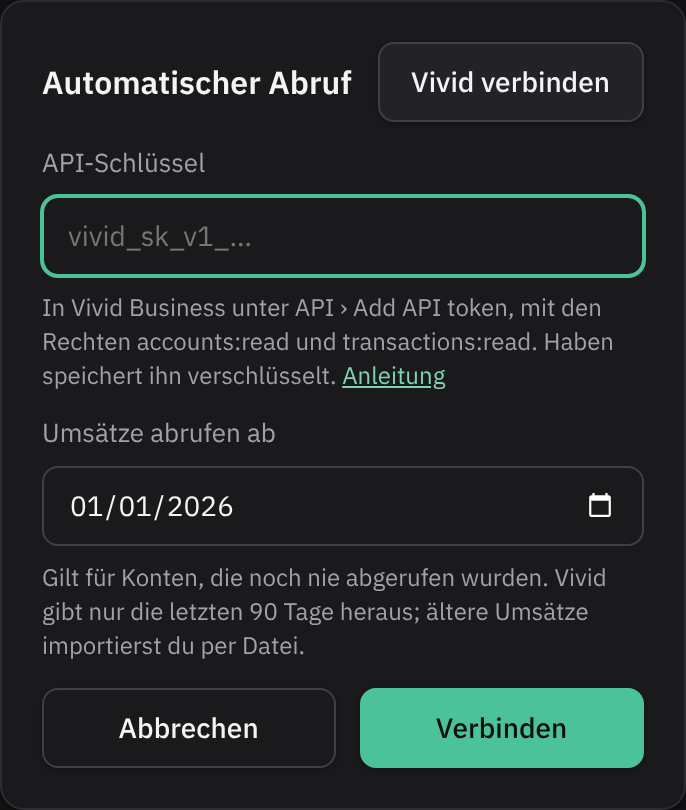 Automatischer Abruf
Vivid verbinden
API-Schlüssel
vivid_sk_v1_...
In Vivid Business unter API › Add API token, mit den
Rechten accounts:read und transactions:read. Haben
speichert ihn verschlüsselt. Anleitung
Umsätze abrufen ab
01/01/2026
Gilt für Konten, die noch nie abgerufen wurden. Vivid
gibt nur die letzten 90 Tage heraus; ältere Umsätze
importierst du per Datei.
Abbrechen
Verbinden